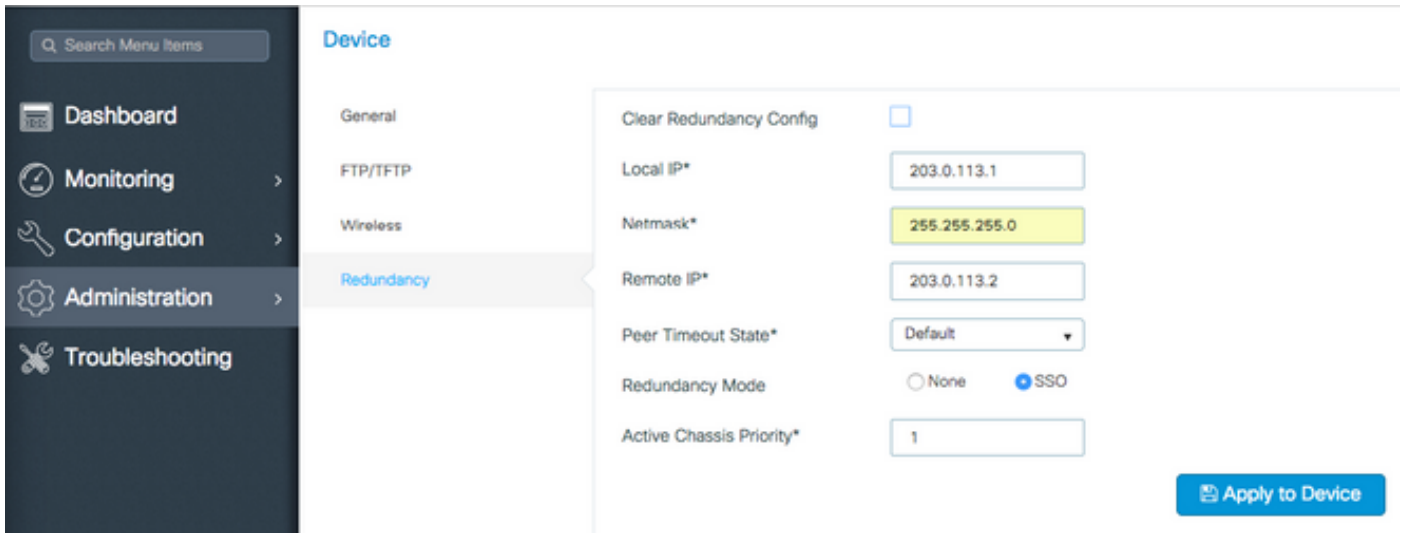 Search Menu Items
Device
Dashboard
Monitoring
Configuration
Administration
Troubleshooting
General
FTP/TFTP
Wireless
Redundancy
Clear Redundancy Config
Local IP* 203.0.113.1
Netmask* 255.255.255.0
Remote IP* 203.0.113.2
Peer Timeout State* Default
Redundancy Mode None SSO
Active Chassis Priority* 1
Apply to Device